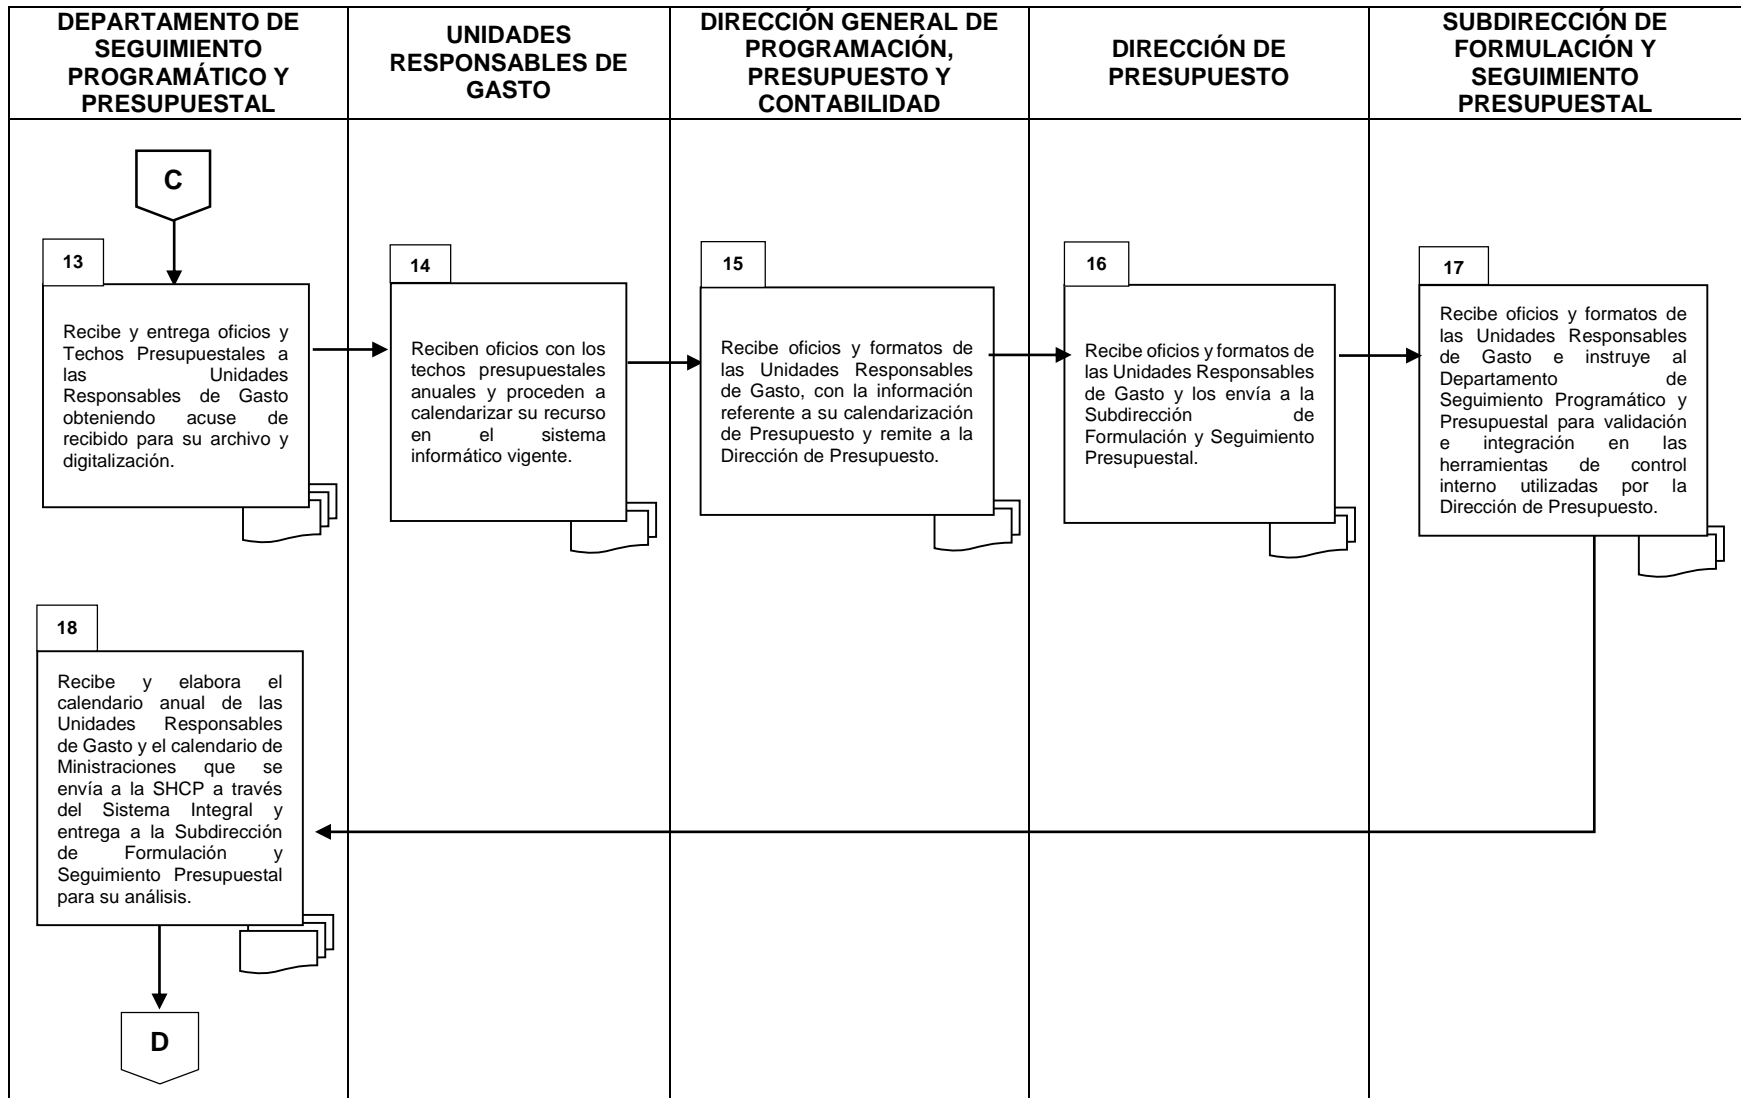 DEPARTAMENTO DE
SEGUIMIENTO
PROGRAMÁTICO Y
PRESUPUESTAL
UNIDADES
RESPONSABLES DE
GASTO
DIRECCIÓN GENERAL DE
PROGRAMACIÓN,
PRESUPUESTO Y
CONTABILIDAD
DIRECCIÓN DE
PRESUPUESTO
SUBDIRECCIÓN DE
FORMULACIÓN Y
SEGUIMIENTO
PRESUPUESTAL
C
13
Recibe y entrega oficios y
Techos Presupuestales a
las Unidades
Responsables de Gasto
obteniendo acuse de
recibido para su archivo y
digitalización.
14
Reciben oficios con los
techos presupuestales
anuales y proceden a
calendarizar su recurso
en el sistema
informático vigente.
15
Recibe oficios y formatos de
las Unidades Responsables
de Gasto, con la información
referente a su calendarización
de Presupuesto y remite a la
Dirección de Presupuesto.
16
Recibe oficios y formatos de
las Unidades Responsables
de Gasto y los envía a la
Subdirección de
Formulación y Seguimiento
Presupuestal.
17
Recibe oficios y formatos de
las Unidades Responsables
de Gasto e instruye al
Departamento de
Seguimiento Programático y
Presupuestal para validación
e integración en las
herramientas de control
interno utilizadas por la
Dirección de Presupuesto.
18
Recibe y elabora el
calendario anual de las
Unidades Responsables
de Gasto y el calendario de
Ministraciones que se
envía a la SHCP a través
del Sistema Integral y
entrega a la Subdirección
de Formulación y
Seguimiento Presupuestal
para su análisis.
D